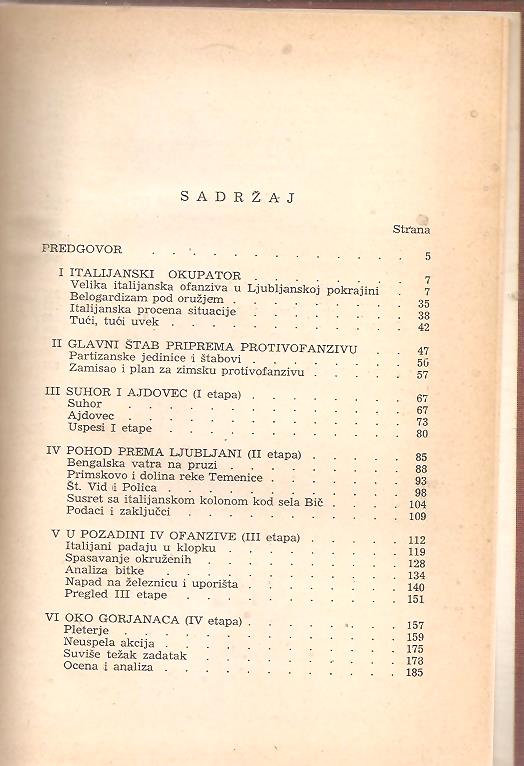 SADRŽAJ
Strana
PREDGOVOR . . . . . . . . . . . . 5
I ITALIJANSKI OKUPATOR . . . . . . . . 7
Velika italijanska ofanziva u Ljubljanskoj pokrajini . 7
Belogardizam pod oružjem . . . . . . . . 35
Italijanska procena situacije . . . . . . . . 38
Tući, tući uvek . . . . . . . . . . . 42
II GLAVNI ŠTAB PRIPREMA PROTIVOFANZIVU . . 47
Partizanske jedinice i štabovi . . . . . . . 50
Zamisao i plan za zimsku protivofanzivu . . . . 57
III SUHOR I AJDOVEC (I etapa) . . . . . . . 67
Suhor . . . . . . . . . . . . . 67
Ajdovec . . . . . . . . . . . . . 73
Uspesi I etape . . . . . . . . . . . 80
IV POHOD PREMA LJUBLJANI (II etapa) . . . . 85
Bengalska vatra na pruzi . . . . . . . . 88
Primskovo i dolina reke Temenice . . . . . . 93
Št. Vid i Polica . . . . . . . . . . . 98
Susret sa italijanskom kolonom kod sela Bič . . . 104
Podaci i zaključci . . . . . . . . . . 109
V U POZADINI IV OFANZIVE (III etapa) . . . . 112
Italijani padaju u klopku . . . . . . . . 119
Spasavanje okruženih . . . . . . . . . 128
Analiza bitke . . . . . . . . . . . 134
Napad na železnicu i uporišta . . . . . . . 140
Pregled III etape . . . . . . . . . . 151
VI OKO GORJANACA (IV etapa) . . . . . . . 157
Pleterje . . . . . . . . . . . . . 159
Neuspela akcija . . . . . . . . . . . 175
Suviše težak zadatak . . . . . . . . . 178
Ocena i analiza . . . . . . . . . . . 185